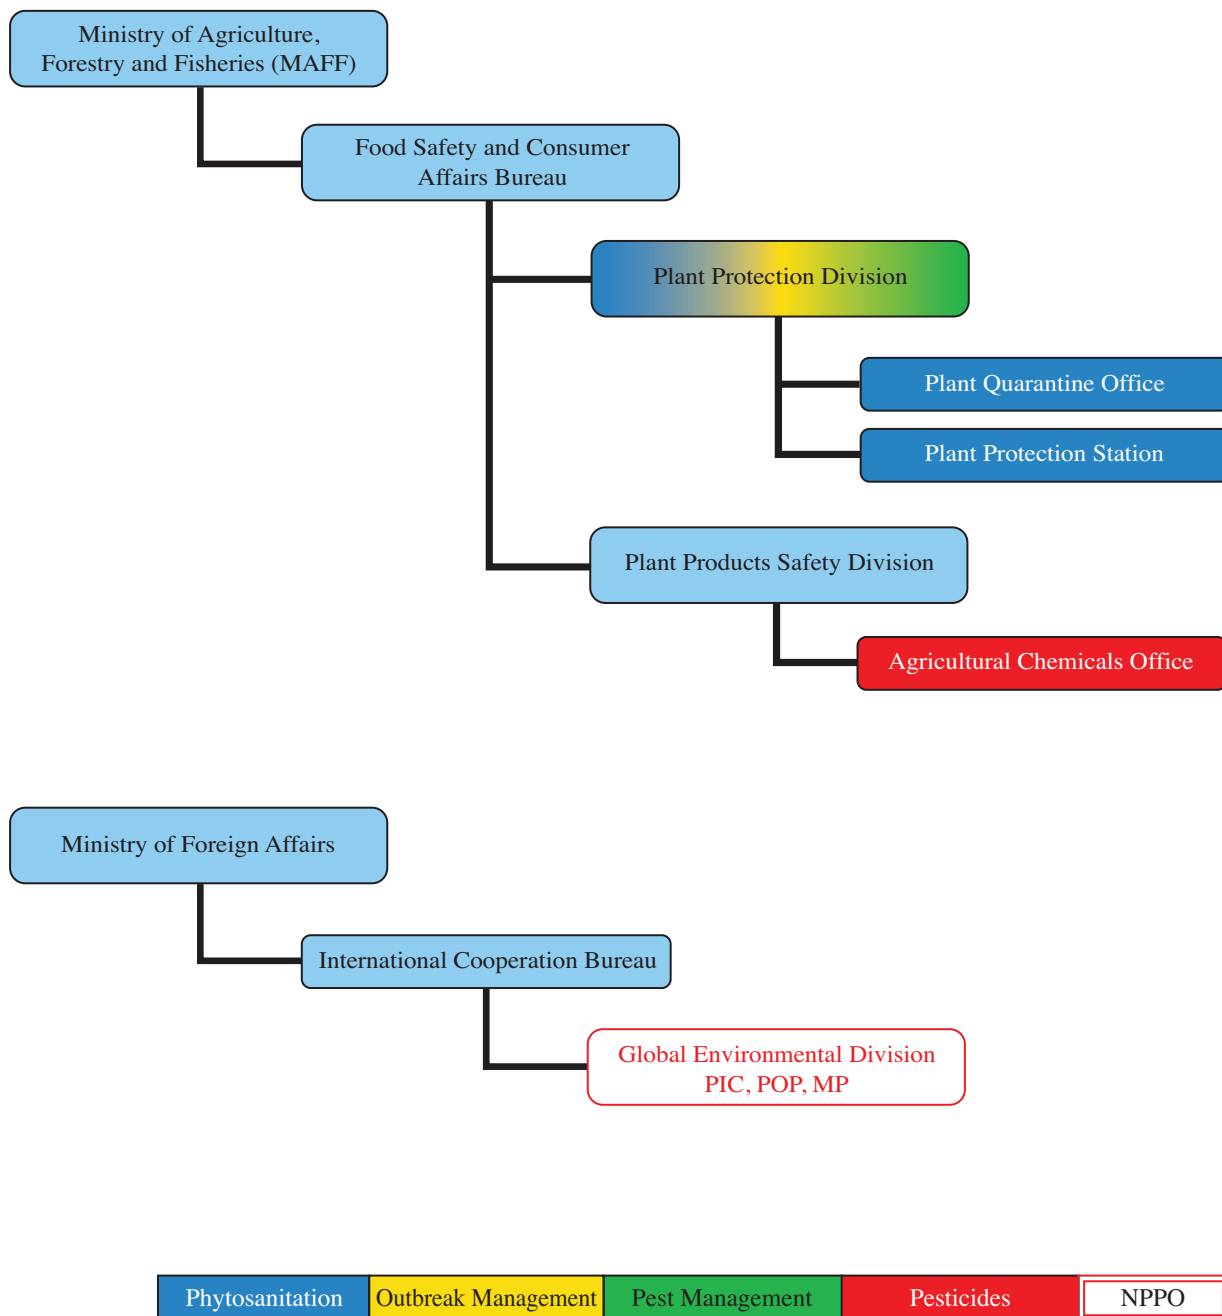 Ministry of Agriculture,
Forestry and Fisheries (MAFF)
Food Safety and Consumer
Affairs Bureau
Plant Protection Division
Plant Quarantine Office
Plant Protection Station
Plant Products Safety Division
Agricultural Chemicals Office
Ministry of Foreign Affairs
International Cooperation Bureau
Global Environmental Division
PIC, POP, MP
Phytosanitation Outbreak Management Pest Management Pesticides NPPO